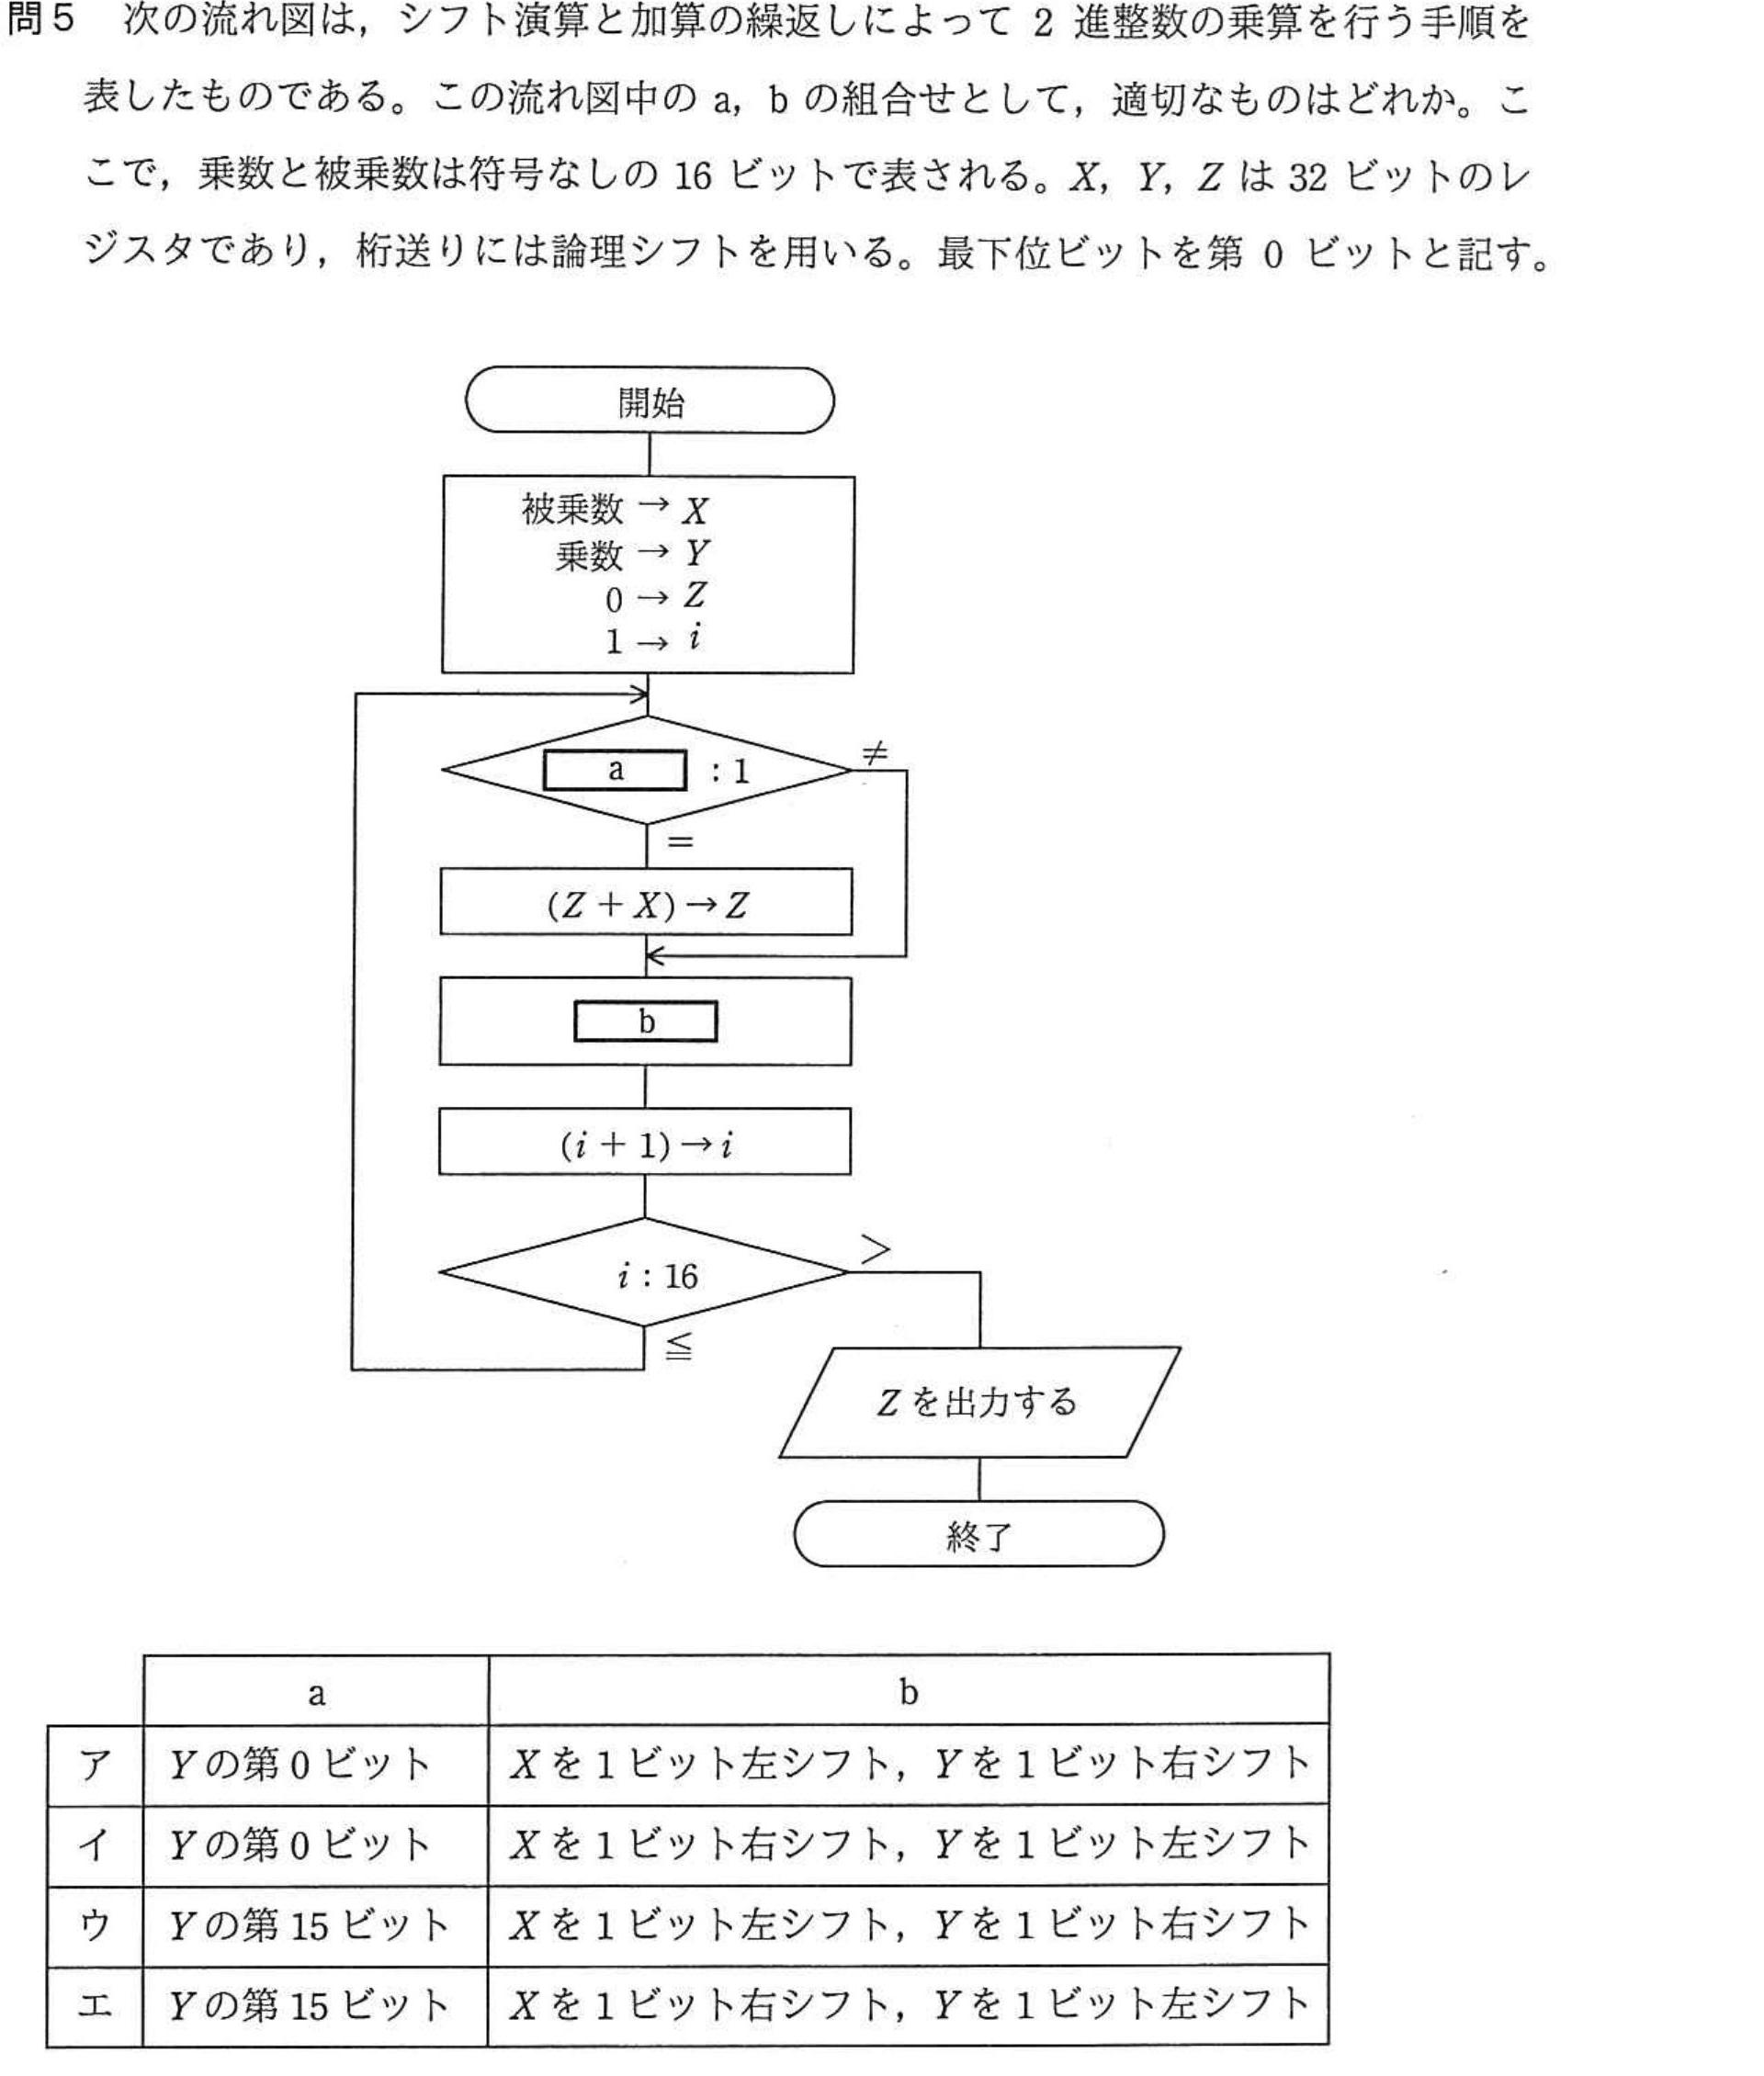 問5 次の流れ図は，シフト演算と加算の繰返しによって 2 進整数の乗算を行う手順を
表したものである。この流れ図中の a，b の組合せとして，適切なものはどれか。こ
こで，乗数と被乗数は符号なしの 16 ビットで表される。X，Y，Z は 32 ビットのレ
ジスタであり，桁送りには論理シフトを用いる。最下位ビットを第 0 ビットと記す。
開始
被乗数 → X
乗数 → Y
0 → Z
1 → i
a : 1
≠
=
(Z + X) → Z
b
(i + 1) → i
i : 16
>
≦
Z を出力する
終了
a b
ア Y の第 0 ビット X を 1 ビット左シフト，Y を 1 ビット右シフト
イ Y の第 0 ビット X を 1 ビット右シフト，Y を 1 ビット左シフト
ウ Y の第 15 ビット X を 1 ビット左シフト，Y を 1 ビット右シフト
エ Y の第 15 ビット X を 1 ビット右シフト，Y を 1 ビット左シフト